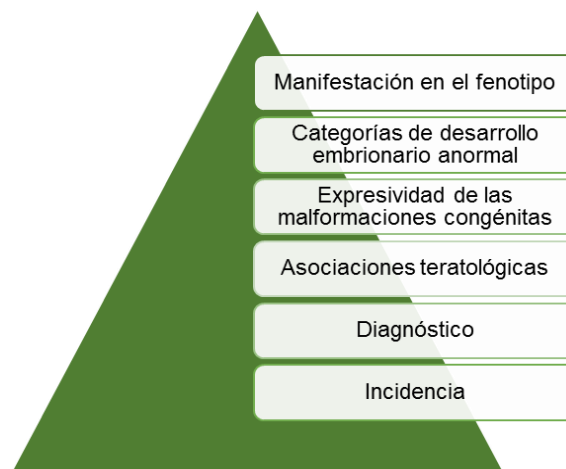 Manifestación en el fenotipo
Categorías de desarrollo
embrionario anormal
Expresividad de las
malformaciones congénitas
Asociaciones teratológicas
Diagnóstico
Incidencia